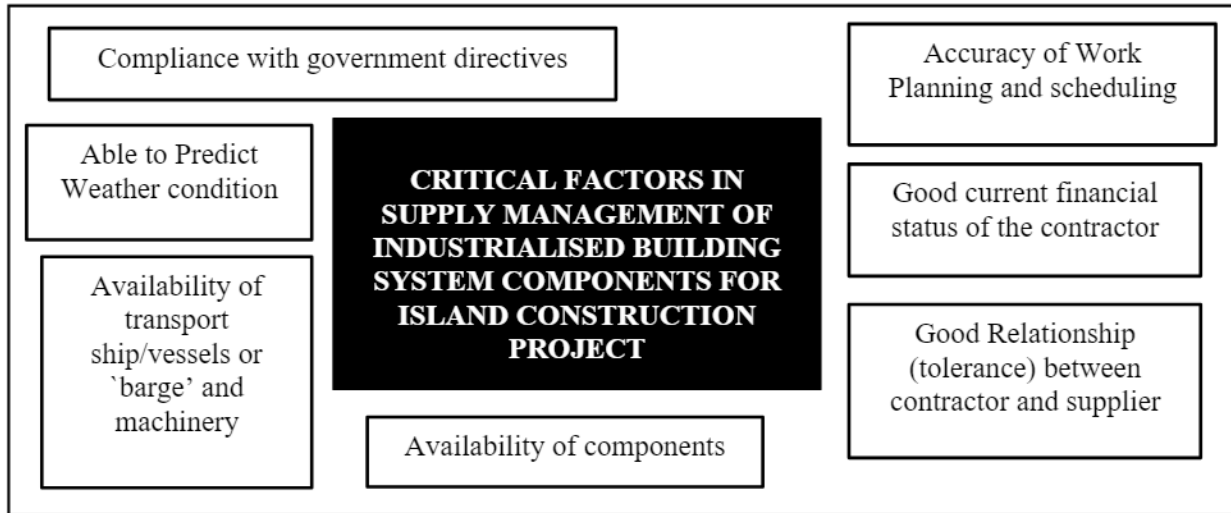 Compliance with government directives
Able to Predict
Weather condition
Availability of
transport
ship/vessels or
`barge’ and
machinery
CRITICAL FACTORS IN
SUPPLY MANAGEMENT OF
INDUSTRIALISED BUILDING
SYSTEM COMPONENTS FOR
ISLAND CONSTRUCTION
PROJECT
Availability of components
Accuracy of Work
Planning and scheduling
Good current financial
status of the contractor
Good Relationship
(tolerance) between
contractor and supplier